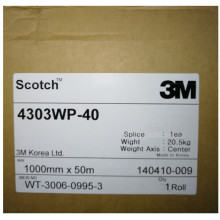 Scotch™
3M
4303WP-40
Splice : 1ea
Wight : 20.5kg
Weight Axis : Center
3M Korea Ltd.
Made in Korea
1000mm x 50m
140410-009
WT-3006-0995-3
1 Roll